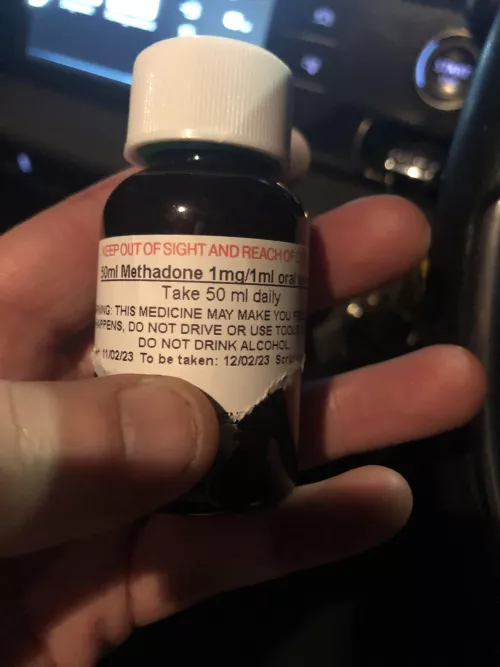 KEEP OUT OF SIGHT AND REACH OF
50ml Methadone 1mg/1ml oral
Take 50 ml daily
THIS MEDICINE MAY MAKE YOU
DO NOT DRIVE OR USE
DO NOT DRINK ALCOHOL
11/02/23 To be taken: 12/02/23
START